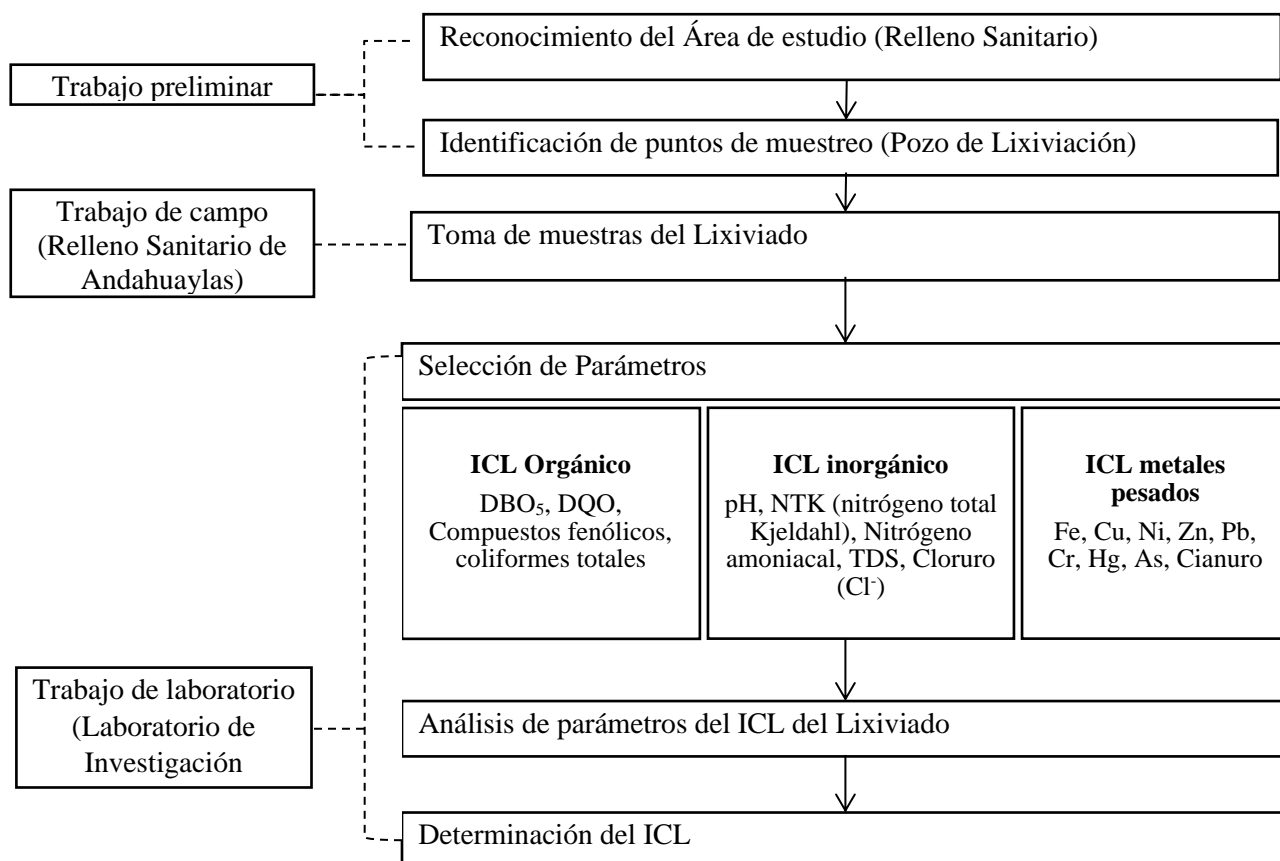 Reconocimiento del Área de estudio (Relleno Sanitario)
Trabajo preliminar
Identificación de puntos de muestreo (Pozo de Lixiviación)
Trabajo de campo
(Relleno Sanitario de
Andahuaylas)
Toma de muestras del Lixiviado
Selección de Parámetros
ICL Orgánico
DBO₅, DQO,
Compuestos fenólicos,
coliformes totales
ICL inorgánico
pH, NTK (nitrógeno total
Kjeldahl), Nitrógeno
amoniacal, TDS, Cloruro
(Cl⁻)
ICL metales
pesados
Fe, Cu, Ni, Zn, Pb,
Cr, Hg, As, Cianuro
Trabajo de laboratorio
(Laboratorio de
Investigación
Análisis de parámetros del ICL del Lixiviado
Determinación del ICL